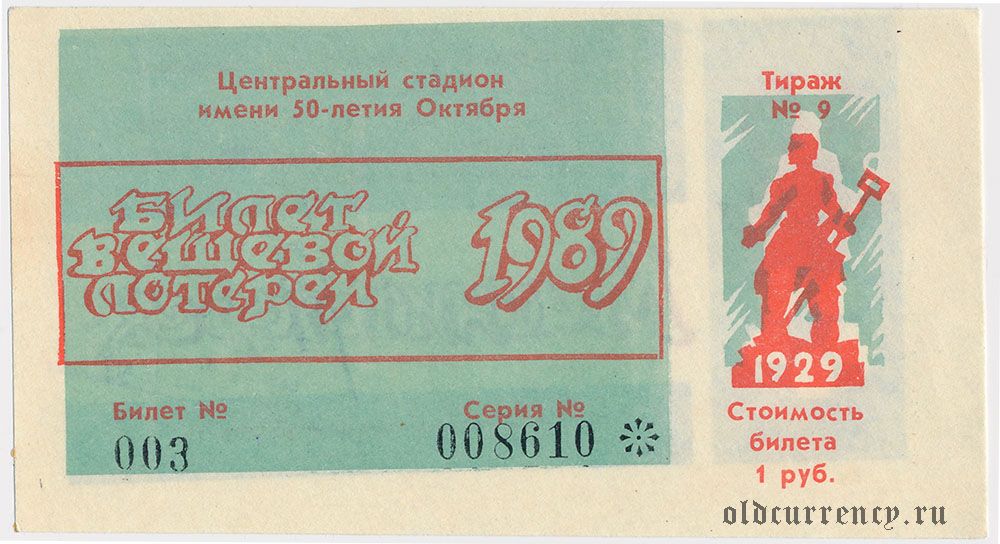 Центральный стадион
имени 50-летия Октября
Билет
вещевой
лотереи
1989
Билет №
003
Серия №
008610
Тираж
№ 9
1929
Стоимость
билета
1 руб.
oldcurrency.ru